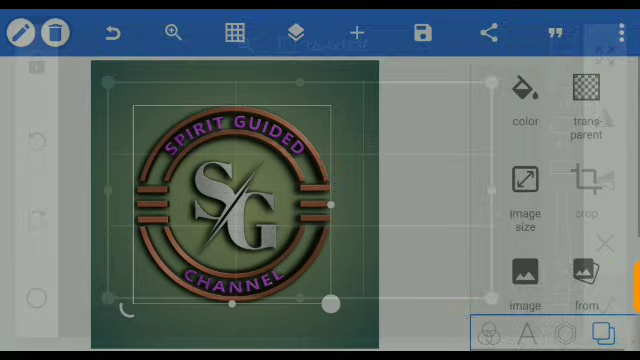 SPIRIT GUIDED
SG
CHANNEL
color
trans-
parent
image
size
crop
image
from